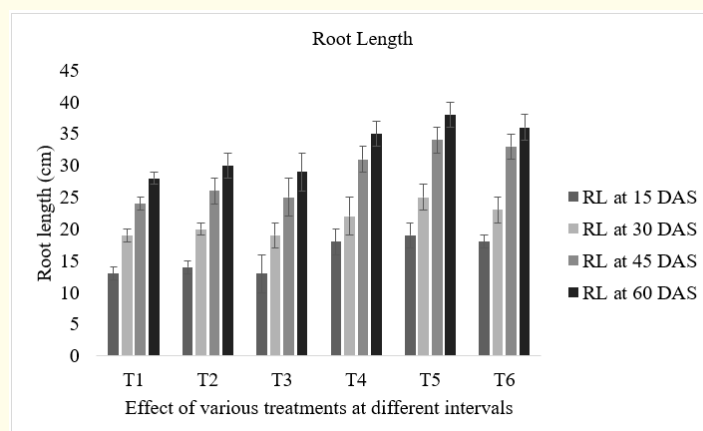 Root Length
45
40
35
30
25
20
15
10
5
0
Root length (cm)
T1 T2 T3 T4 T5 T6
Effect of various treatments at different intervals
RL at 15 DAS
RL at 30 DAS
RL at 45 DAS
RL at 60 DAS